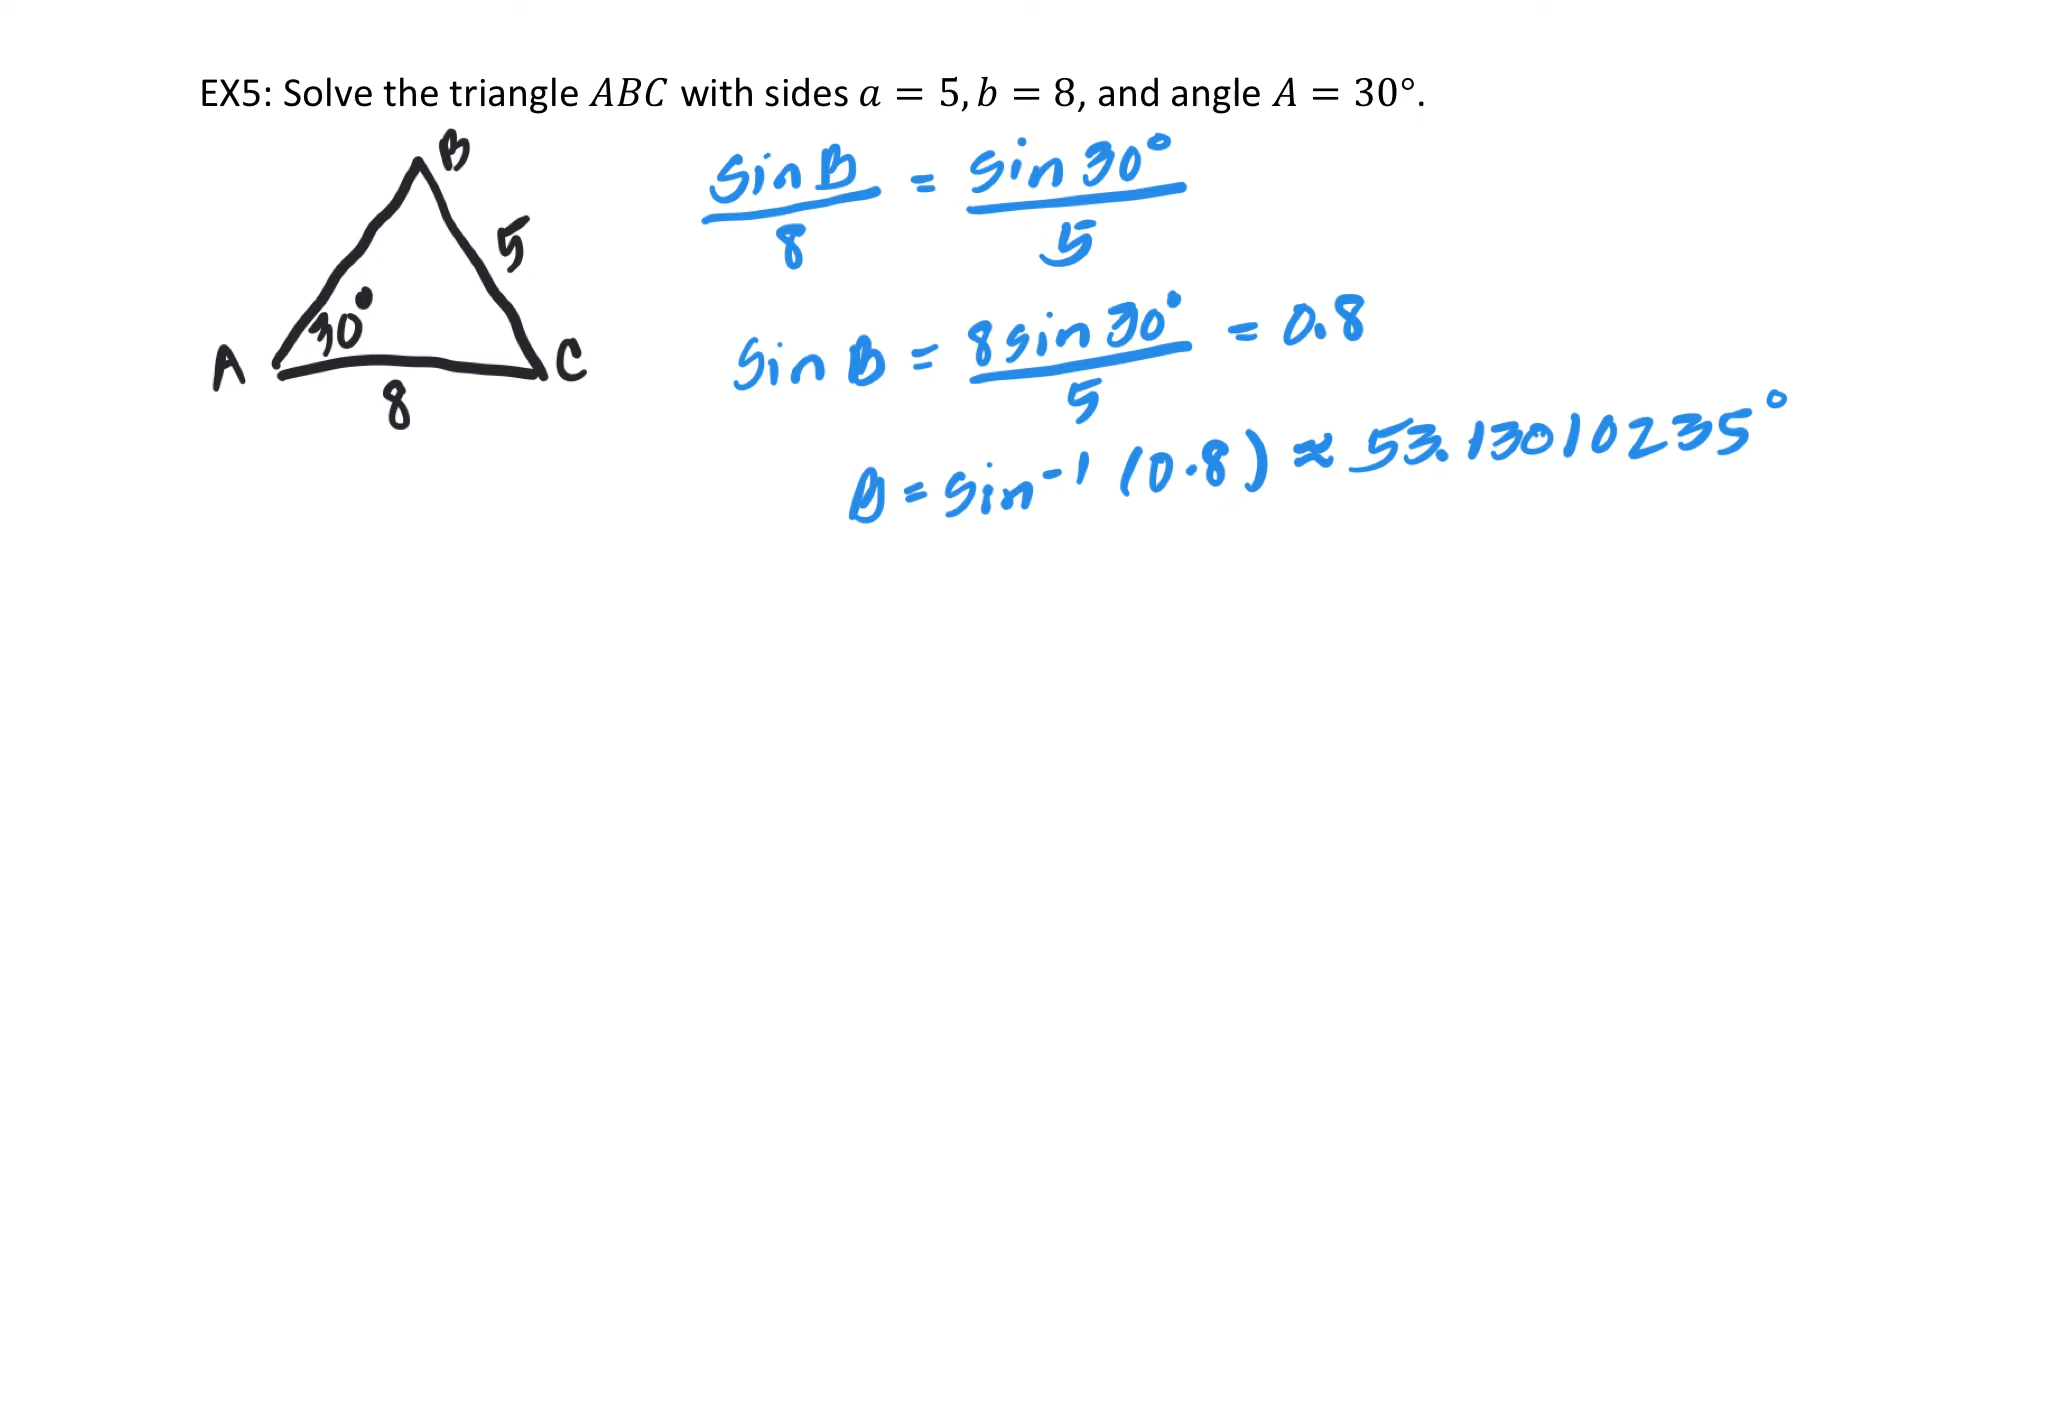 EX5: Solve the triangle ABC with sides a = 5, b = 8, and angle A = 30°.
B
5
30°
A
C
8
sin B / 8 = sin 30° / 5
sin B = 8 sin 30° / 5 = 0.8
B = sin⁻¹ (0.8) ≈ 53.13010235°